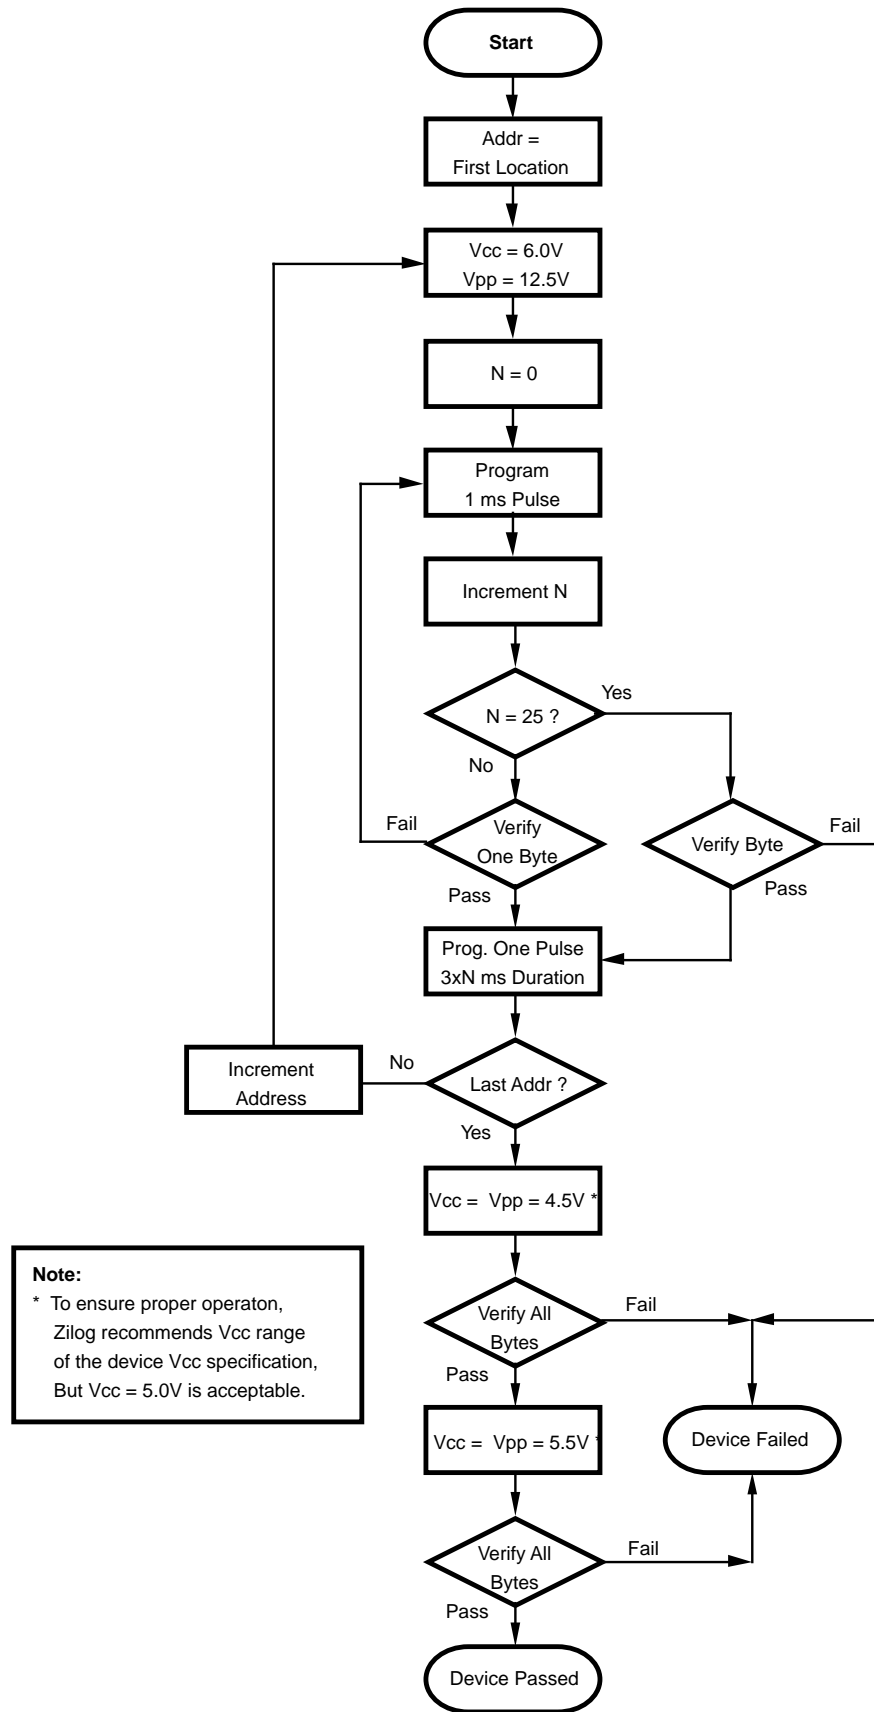 Start
Addr =
First Location
Vcc = 6.0V
Vpp = 12.5V
N = 0
Program
1 ms Pulse
Increment N
N = 25 ?
Yes
No
Fail
Verify
One Byte
Verify Byte
Fail
Pass
Pass
Prog. One Pulse
3xN ms Duration
Increment
Address
No
Last Addr ?
Yes
Vcc =  Vpp = 4.5V *
Note:
* To ensure proper operaton,
Zilog recommends Vcc range
of the device Vcc specification,
But Vcc = 5.0V is acceptable.
Verify All
Bytes
Fail
Pass
Vcc =  Vpp = 5.5V *
Device Failed
Verify All
Bytes
Fail
Pass
Device Passed